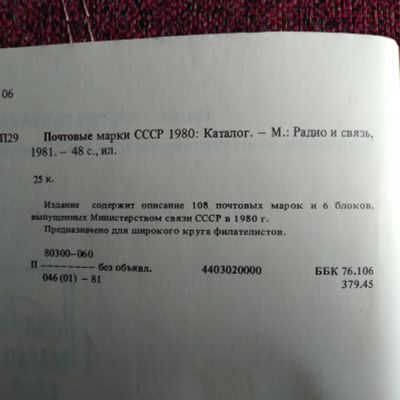 06
П29 Почтовые марки СССР 1980: Каталог. — М.: Радио и связь,
1981. — 48 с., ил.
25 к.
Издание содержит описание 108 почтовых марок и 6 блоков,
выпущенных Министерством связи СССР в 1980 г.
Предназначено для широкого круга филателистов.
80300-060
П -------- без объявл. 4403020000 ББК 76.106
046 (01) - 81 379.45